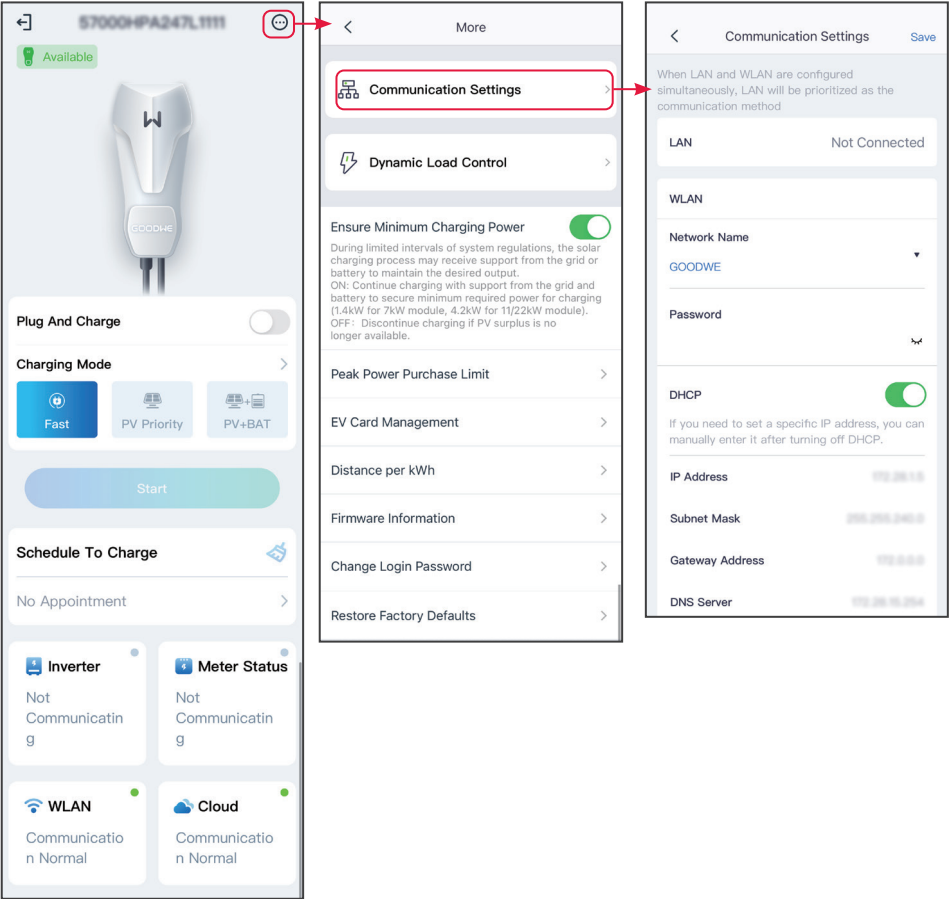 57000HPA247L1111
Available
GOODWE
Plug And Charge
Charging Mode
Fast
PV Priority
PV+BAT
Start
Schedule To Charge
No Appointment
Inverter
Not
Communicatin
g
Meter Status
Not
Communicatin
g
WLAN
Communicatio
n Normal
Cloud
Communicatio
n Normal
More
Communication Settings
Dynamic Load Control
Ensure Minimum Charging Power
During limited intervals of system regulations, the solar
charging process may receive support from the grid or
battery to maintain the desired output.
ON: Continue charging with support from the grid and
battery to secure minimum required power for charging
(1.4kW for 7kW module, 4.2kW for 11/22kW module).
OFF: Discontinue charging if PV surplus is no
longer available.
Peak Power Purchase Limit
EV Card Management
Distance per kWh
Firmware Information
Change Login Password
Restore Factory Defaults
Communication Settings
Save
When LAN and WLAN are configured
simultaneously, LAN will be prioritized as the
communication method
LAN
Not Connected
WLAN
Network Name
GOODWE
Password
DHCP
If you need to set a specific IP address, you can
manually enter it after turning off DHCP.
IP Address
Subnet Mask
Gateway Address
DNS Server